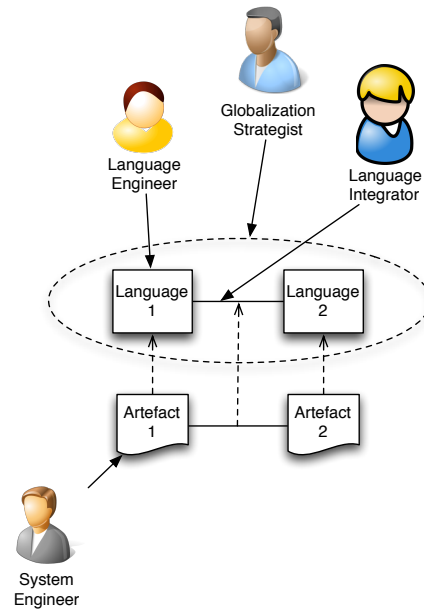 Globalization
Strategist
Language
Engineer
Language
Integrator
Language
1
Language
2
Artefact
1
Artefact
2
System
Engineer